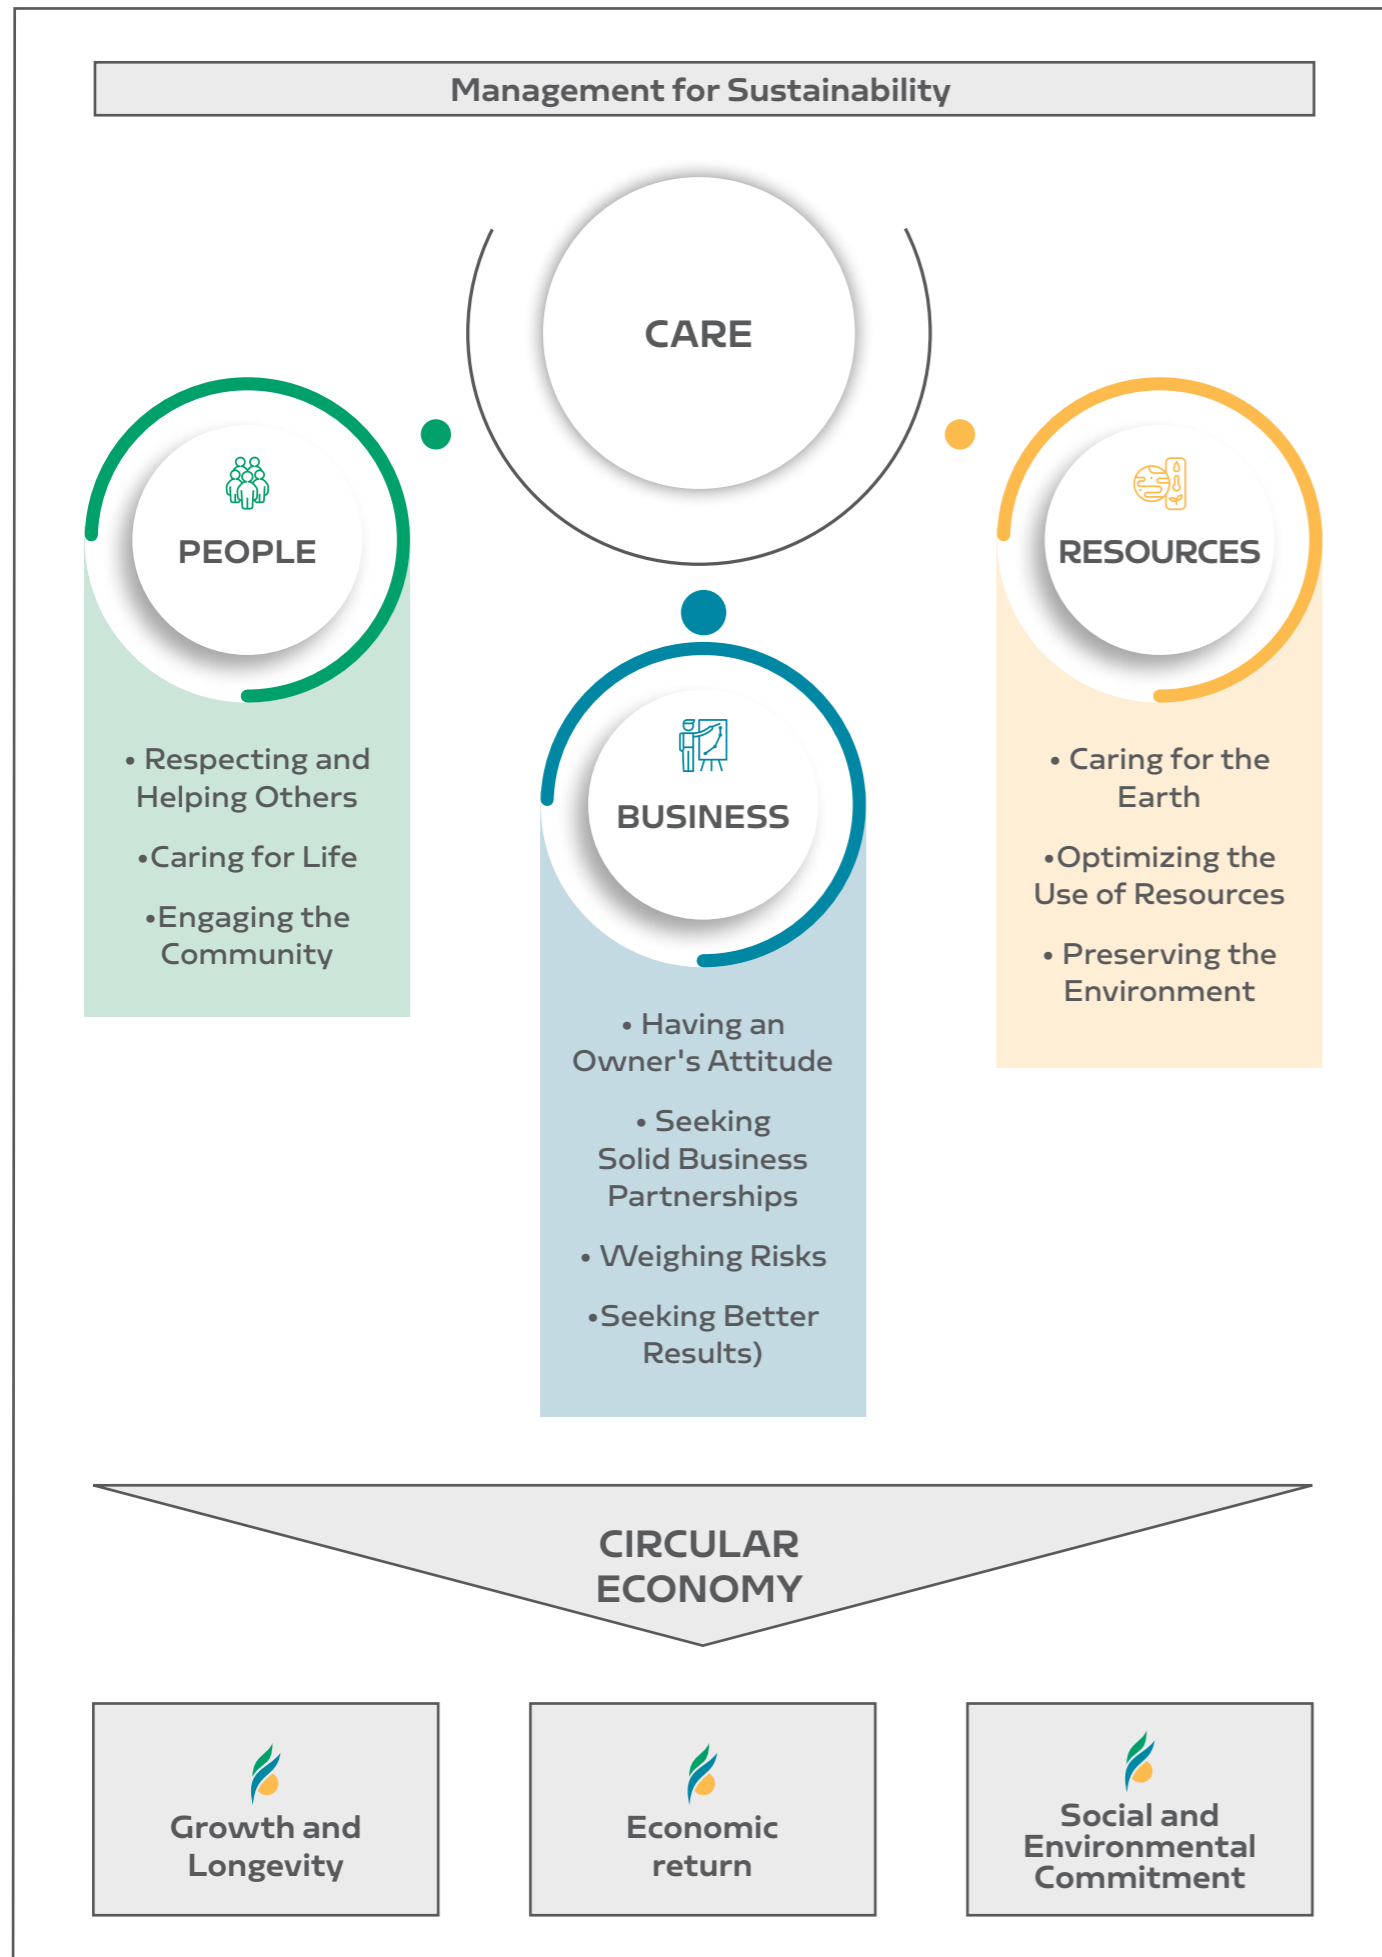 Management for Sustainability
CARE
PEOPLE
• Respecting and
Helping Others
•Caring for Life
•Engaging the
Community
BUSINESS
• Having an
Owner's Attitude
• Seeking
Solid Business
Partnerships
• Weighing Risks
•Seeking Better
Results)
RESOURCES
• Caring for the
Earth
•Optimizing the
Use of Resources
• Preserving the
Environment
CIRCULAR
ECONOMY
Growth and
Longevity
Economic
return
Social and
Environmental
Commitment